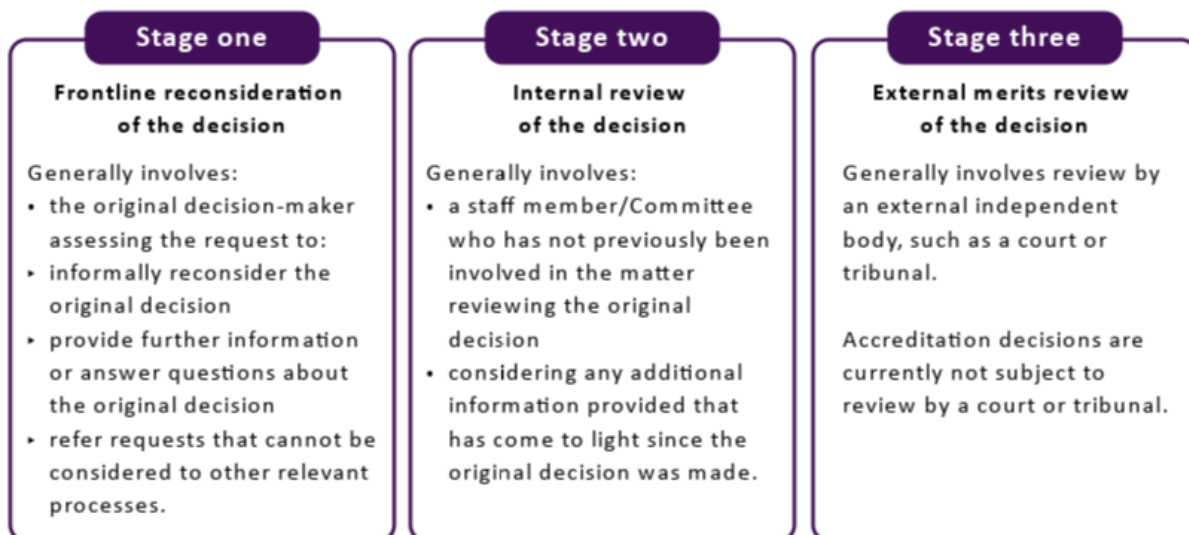 Stage one
Frontline reconsideration
of the decision
Generally involves:
• the original decision-maker
assessing the request to:
▸ informally reconsider the
original decision
▸ provide further information
or answer questions about
the original decision
▸ refer requests that cannot be
considered to other relevant
processes.
Stage two
Internal review
of the decision
Generally involves:
• a staff member/Committee
who has not previously been
involved in the matter
reviewing the original
decision
• considering any additional
information provided that
has come to light since the
original decision was made.
Stage three
External merits review
of the decision
Generally involves review by
an external independent
body, such as a court or
tribunal.
Accreditation decisions are
currently not subject to
review by a court or tribunal.